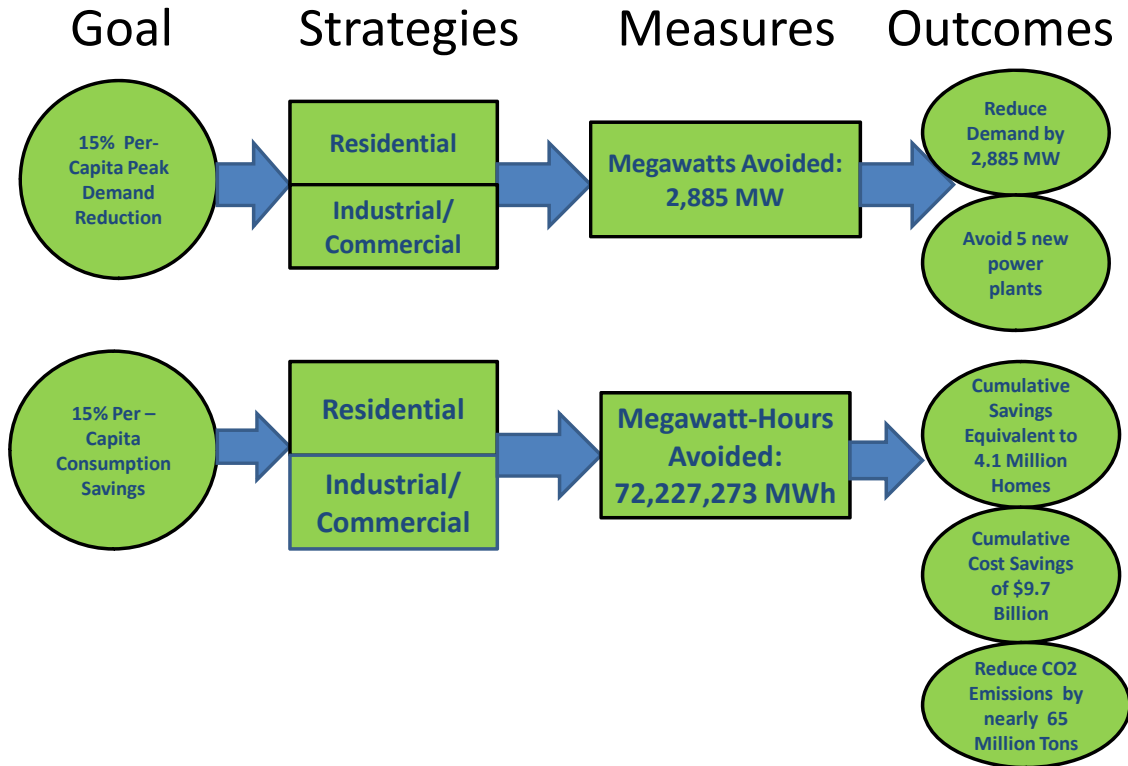 Goal
Strategies
Measures
Outcomes
15% Per-
Capita Peak
Demand
Reduction
Residential
Industrial/
Commercial
Megawatts Avoided:
2,885 MW
Reduce
Demand by
2,885 MW
Avoid 5 new
power
plants
15% Per –
Capita
Consumption
Savings
Residential
Industrial/
Commercial
Megawatt-Hours
Avoided:
72,227,273 MWh
Cumulative
Savings
Equivalent to
4.1 Million
Homes
Cumulative
Cost Savings
of $9.7
Billion
Reduce CO2
Emissions by
nearly 65
Million Tons